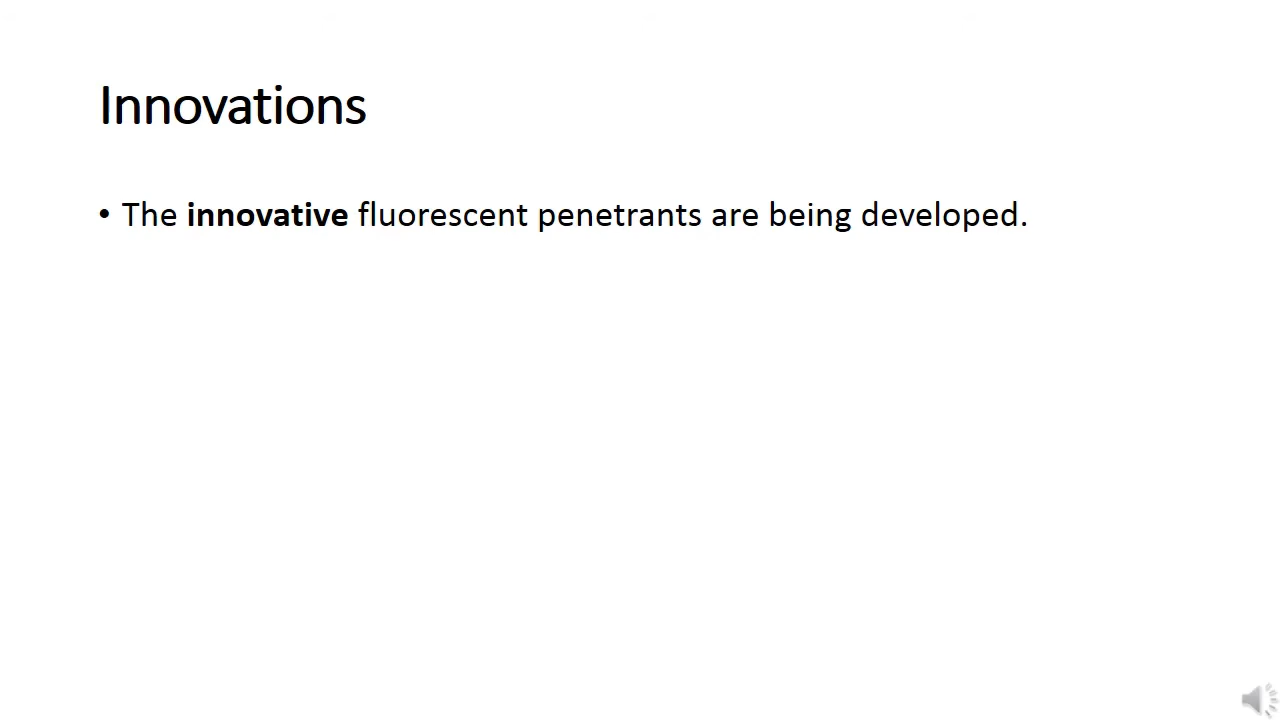 Innovations
• The innovative fluorescent penetrants are being developed.